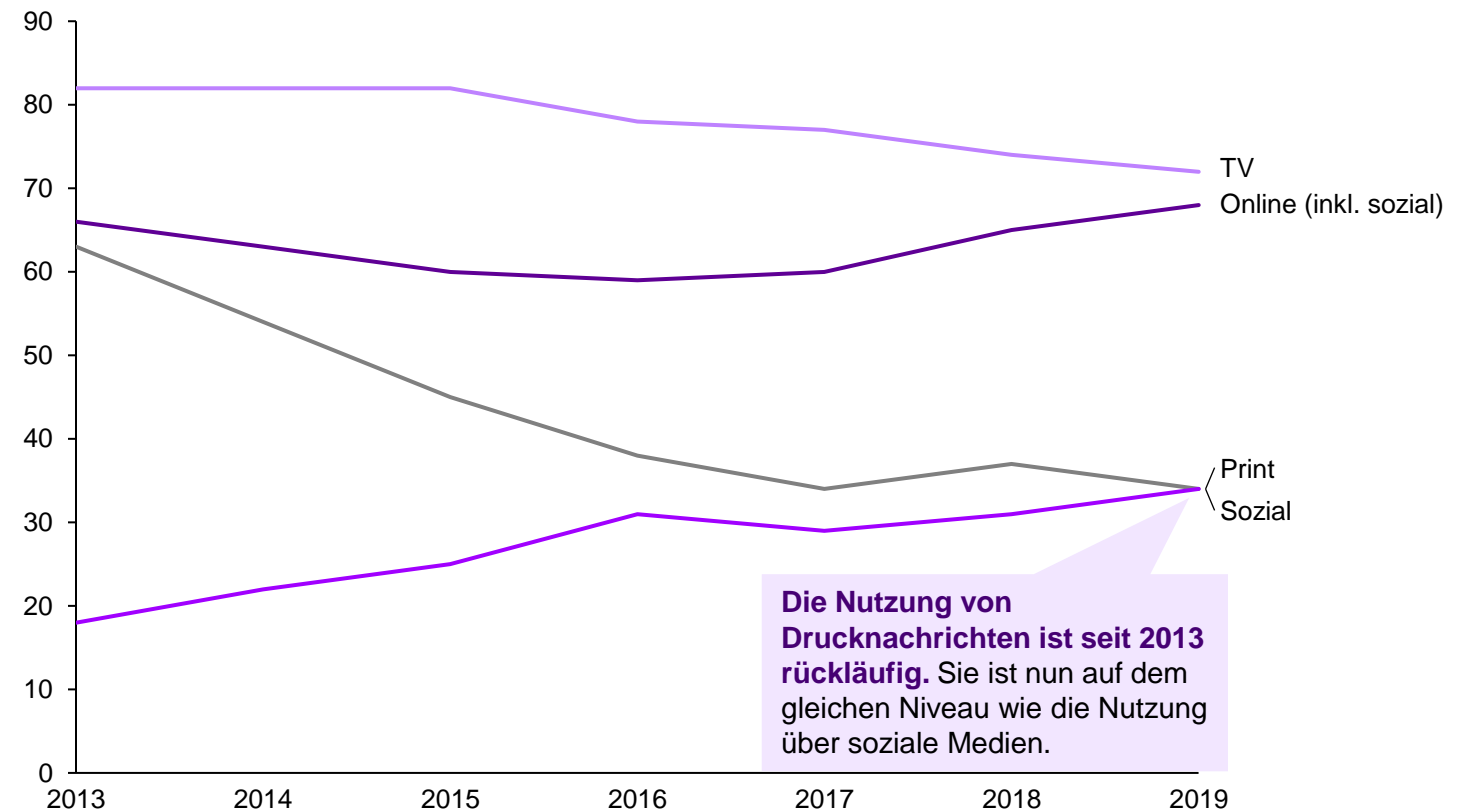 90
80
70
60
50
40
30
20
10
0
2013
2014
2015
2016
2017
2018
2019
TV
Online (inkl. sozial)
Print
Sozial
Die Nutzung von
Drucknachrichten ist seit 2013
rückläufig. Sie ist nun auf dem
gleichen Niveau wie die Nutzung
über soziale Medien.